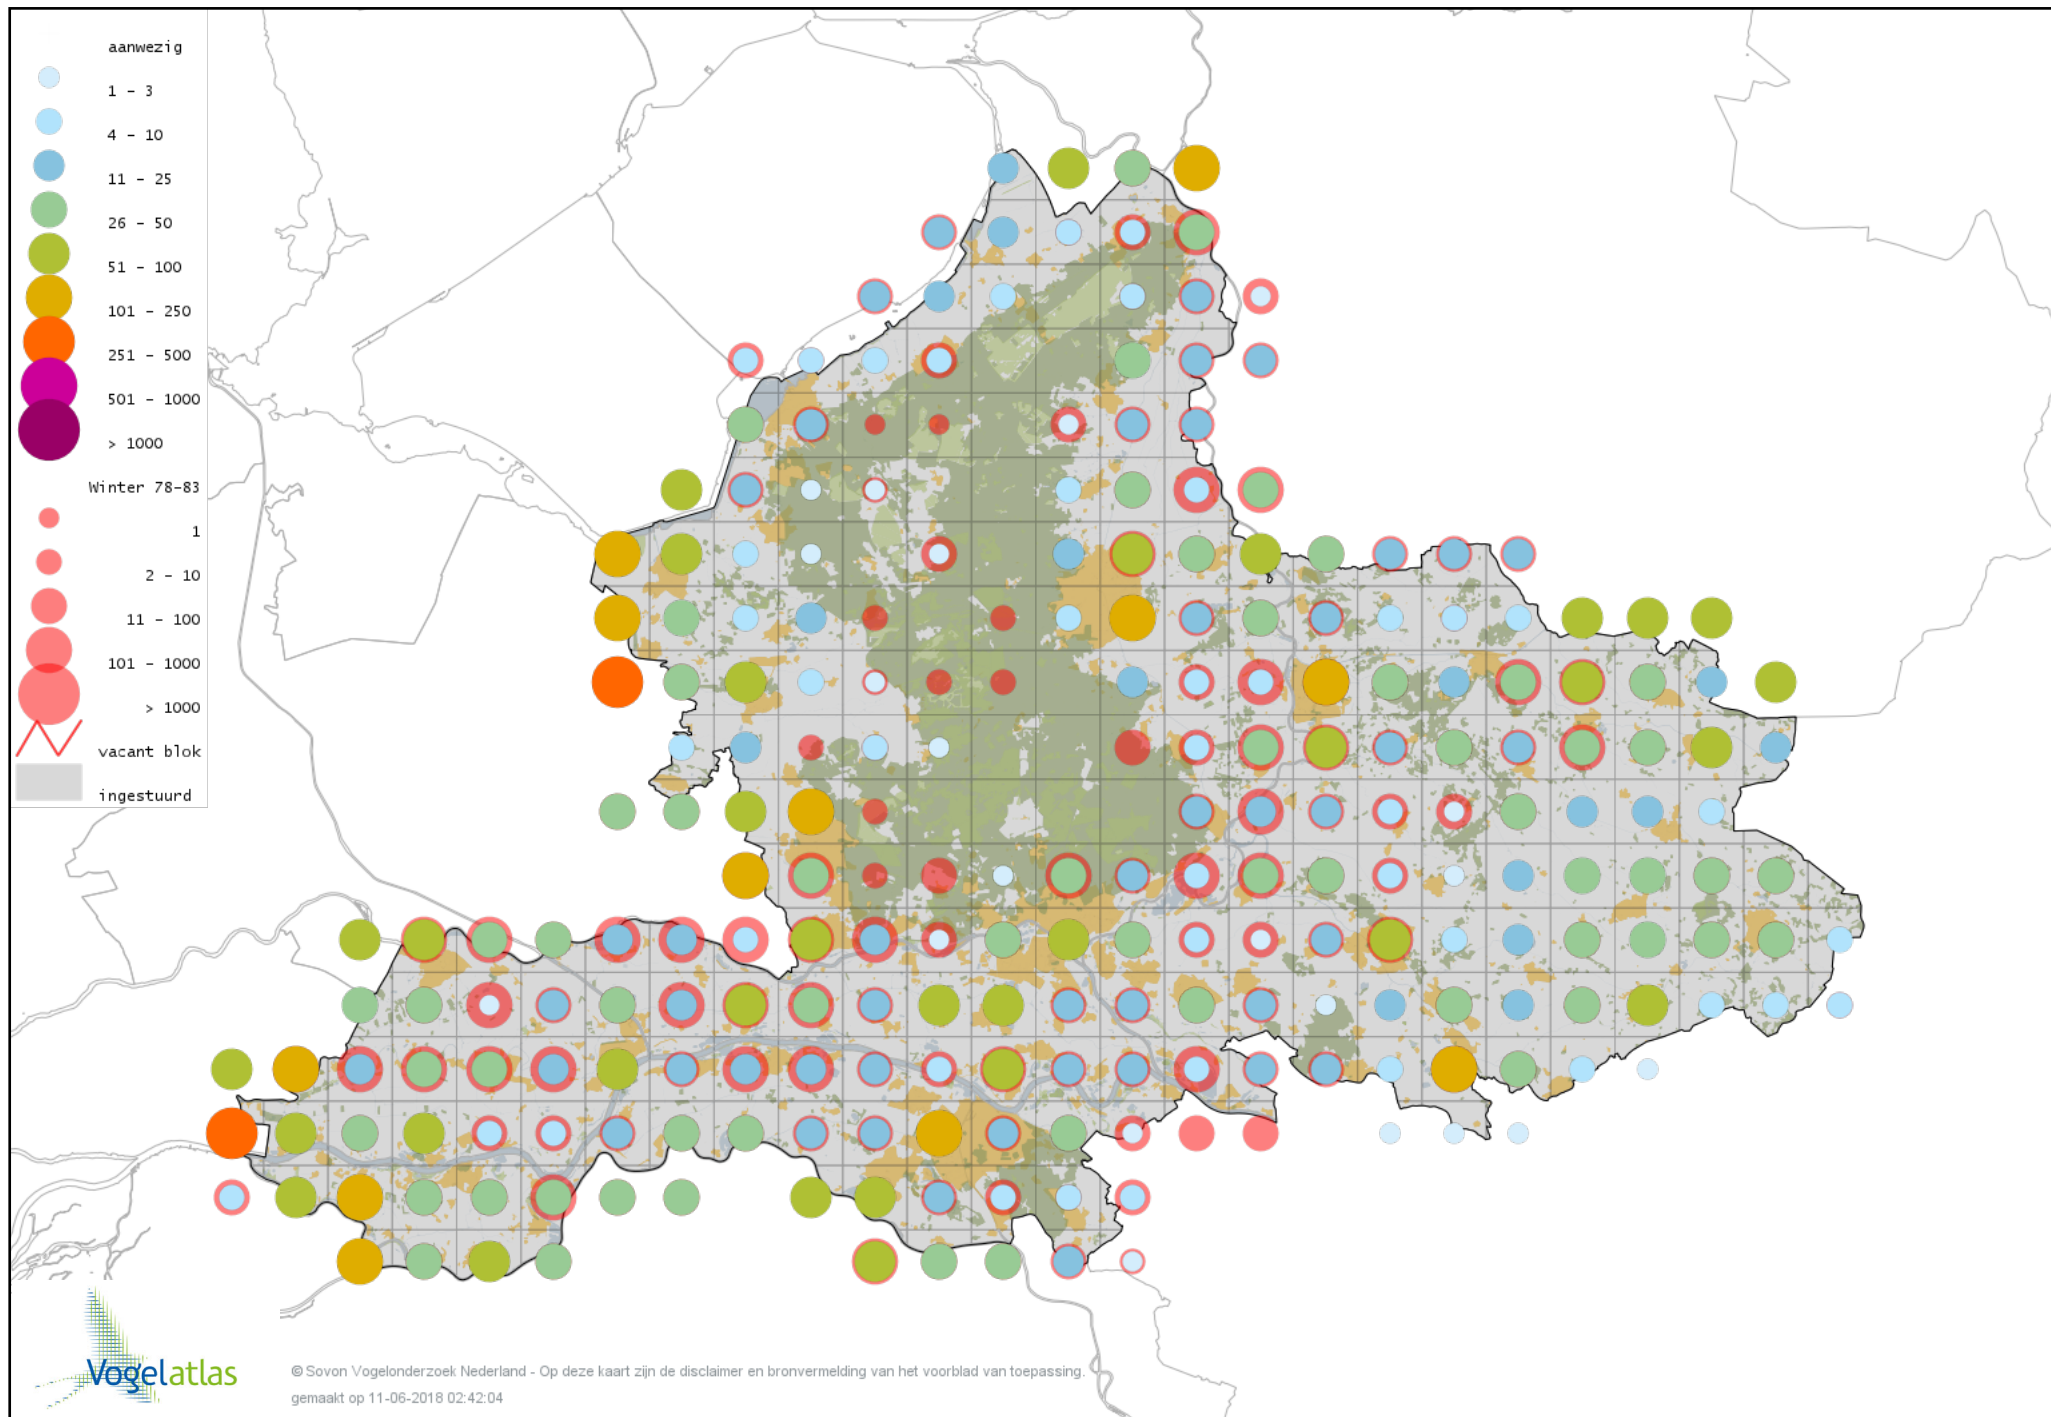 aanwezig
1 - 3
4 - 10
11 - 25
26 - 50
51 - 100
101 - 250
251 - 500
501 - 1000
> 1000
Winter 78-83
1
2 - 10
11 - 100
101 - 1000
> 1000
vacant blok
ingestuurd
Vogelatlas
© Sovon Vogelonderzoek Nederland - Op deze kaart zijn de disclaimer en bronvermelding van het voorblad van toepassing.
gemaakt op 11-06-2018 02:42:04